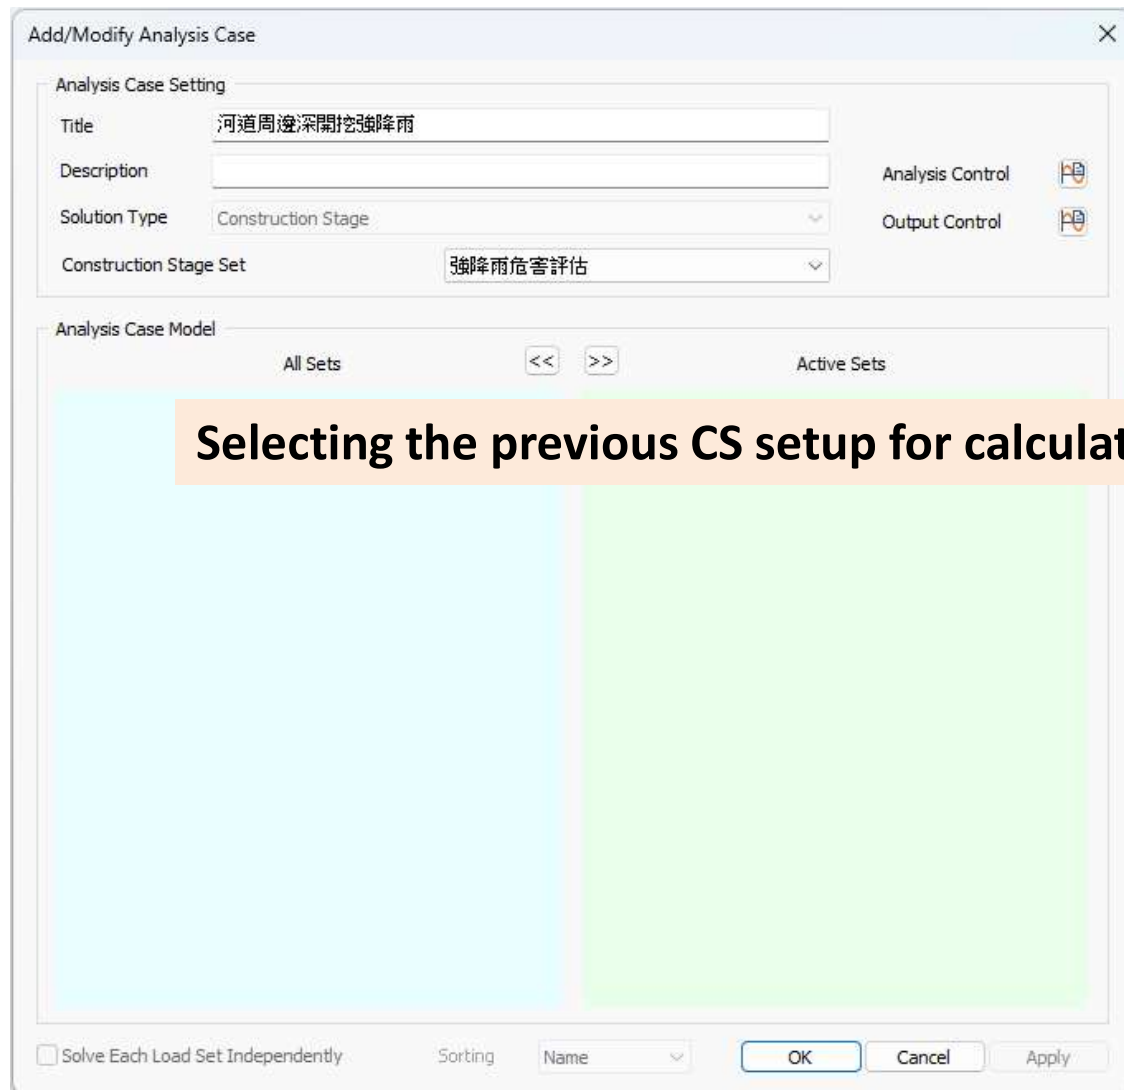 Add/Modify Analysis Case
Analysis Case Setting
Title 河道周邊深開挖強降雨
Description
Analysis Control
Solution Type Construction Stage
Output Control
Construction Stage Set 強降雨危害評估
Analysis Case Model
All Sets << >> Active Sets
Selecting the previous CS setup for calculat
Solve Each Load Set Independently Sorting Name OK Cancel Apply